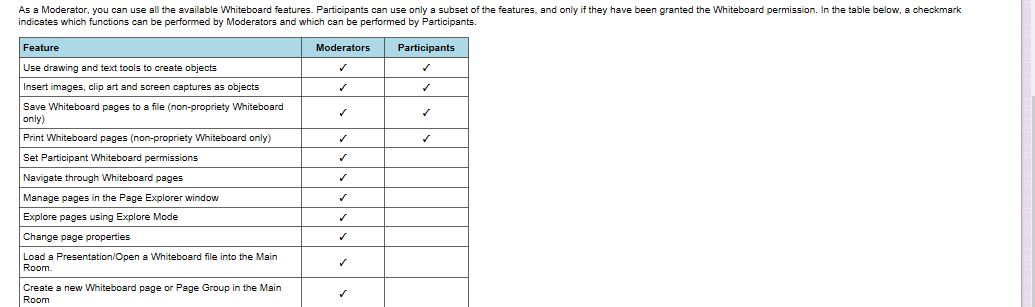 As a Moderator, you can use all the available Whiteboard features. Participants can use only a subset of the features, and only if they have been granted the Whiteboard permission. In the table below, a checkmark
indicates which functions can be performed by Moderators and which can be performed by Participants.
Feature Moderators Participants
Use drawing and text tools to create objects ✓ ✓
Insert images, clip art and screen captures as objects ✓ ✓
Save Whiteboard pages to a file (non-propriety Whiteboard
only) ✓ ✓
Print Whiteboard pages (non-propriety Whiteboard only) ✓ ✓
Set Participant Whiteboard permissions ✓
Navigate through Whiteboard pages ✓
Manage pages in the Page Explorer window ✓
Explore pages using Explore Mode ✓
Change page properties ✓
Load a Presentation/Open a Whiteboard file into the Main
Room. ✓
Create a new Whiteboard page or Page Group in the Main
Room ✓